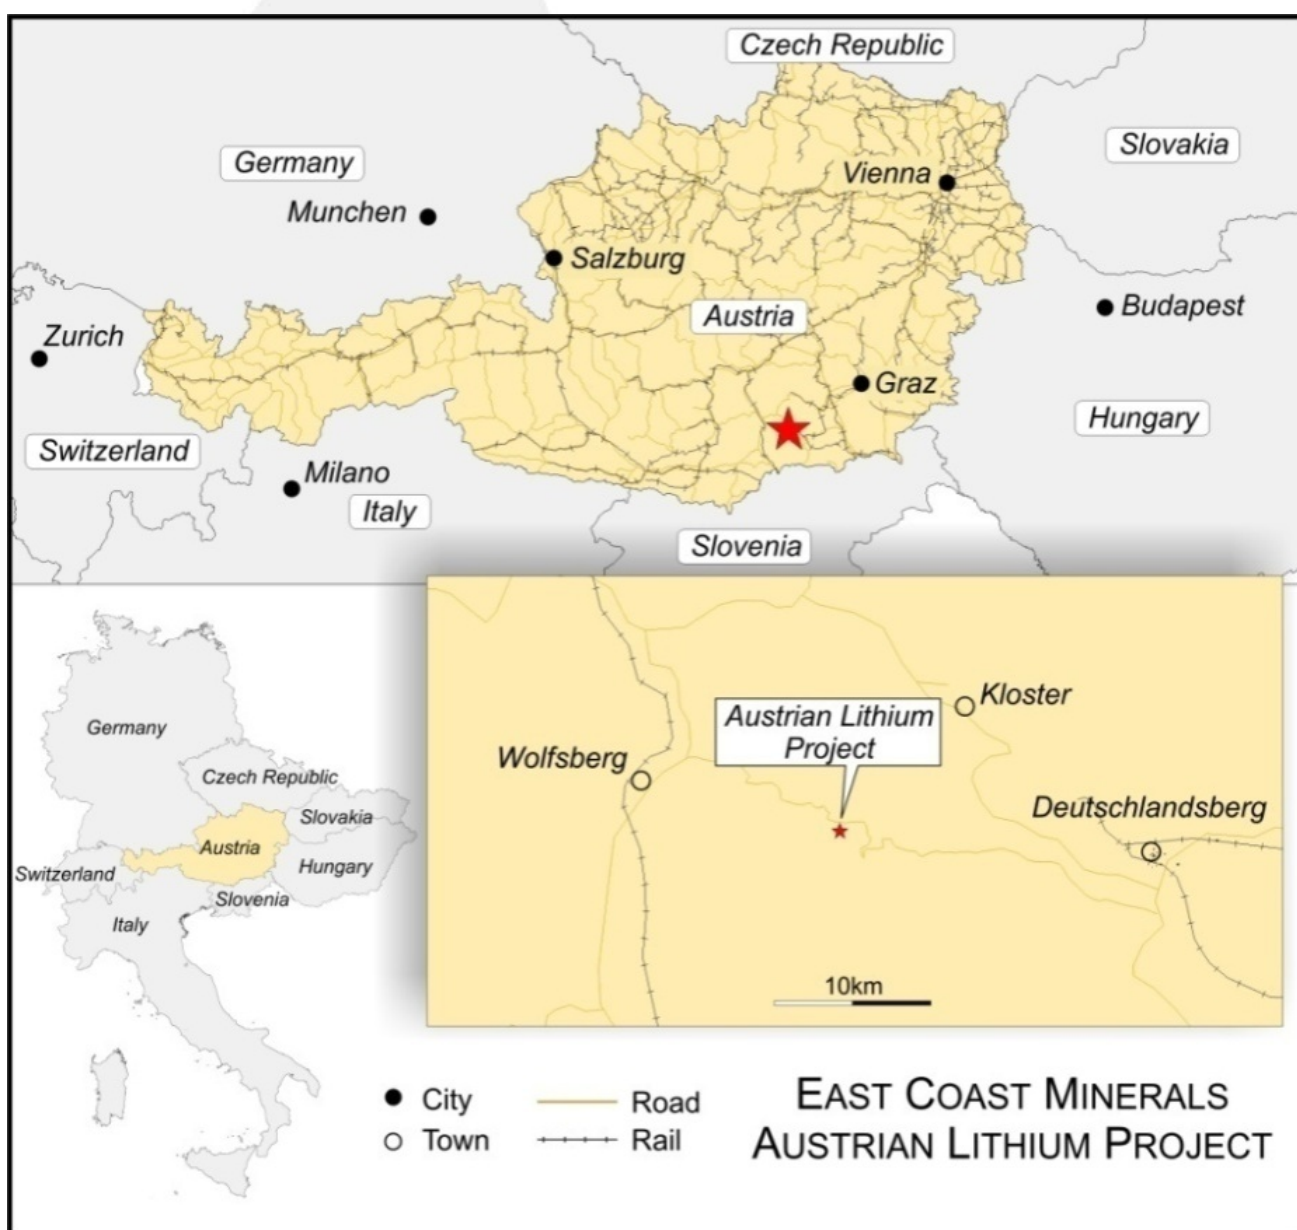 Czech Republic
Slovakia
Germany
Vienna
Munchen
Salzburg
Austria
Budapest
Zurich
Graz
Hungary
Switzerland
Milano
Italy
Slovenia
Kloster
Austrian Lithium
Project
Wolfsberg
Deutschlandsberg
10km
Germany
Czech Republic
Slovakia
Austria
Hungary
Switzerland
Slovenia
Italy
City
Road
Town
Rail
EAST COAST MINERALS
AUSTRIAN LITHIUM PROJECT